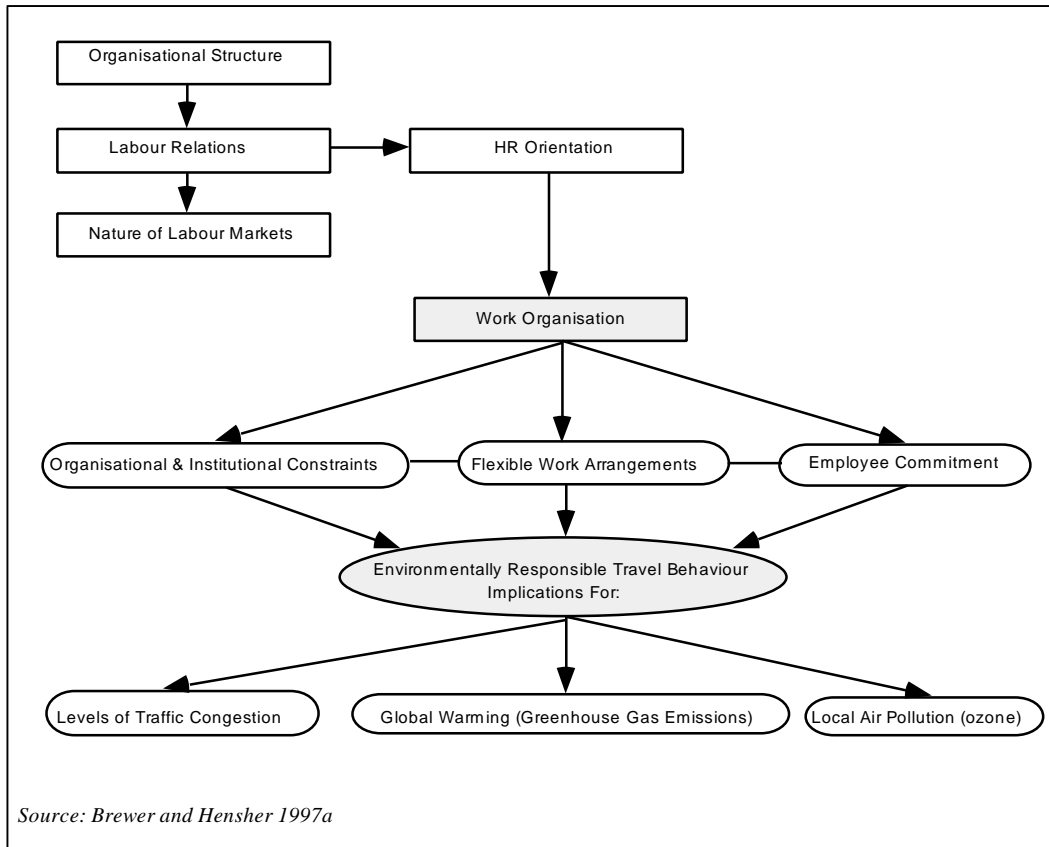 Organisational Structure
Labour Relations
HR Orientation
Nature of Labour Markets
Work Organisation
Organisational & Institutional Constraints
Flexible Work Arrangements
Employee Commitment
Environmentally Responsible Travel Behaviour
Implications For:
Levels of Traffic Congestion
Global Warming (Greenhouse Gas Emissions)
Local Air Pollution (ozone)
Source: Brewer and Hensher 1997a